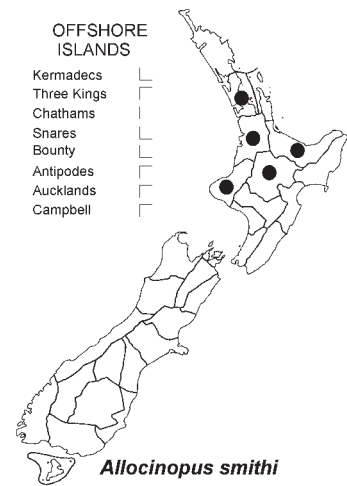 OFFSHORE
ISLANDS
Kermadecs
Three Kings
Chathams
Snares
Bounty
Antipodes
Aucklands
Campbell
Allocinopus smithi